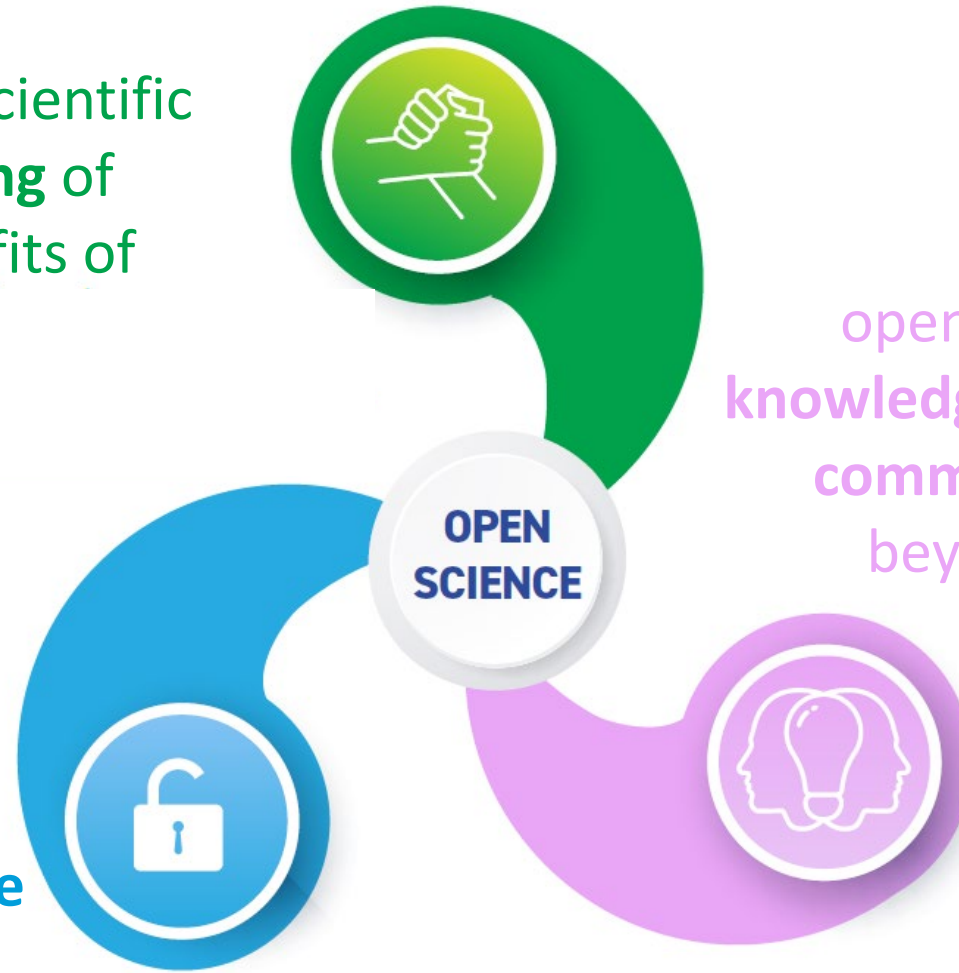 cientific
ng of
fits of
open
knowledg
comm
bey
OPEN
SCIENCE
e